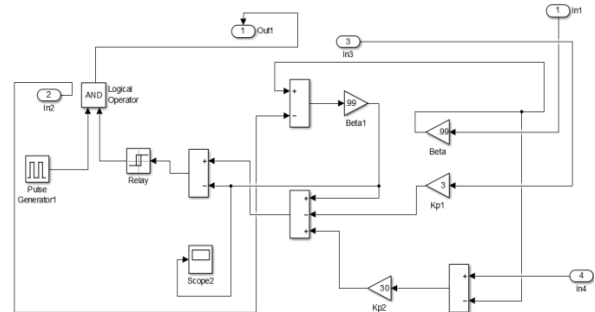 1
Out1
1
In1
3
In3
2
In2
AND
Logical
Operator
+
−
.99
Beta1
.99
Beta
Pulse
Generator1
Relay
+
−
3
Kp1
+
−
+
Scope2
30
Kp2
+
−
4
In4